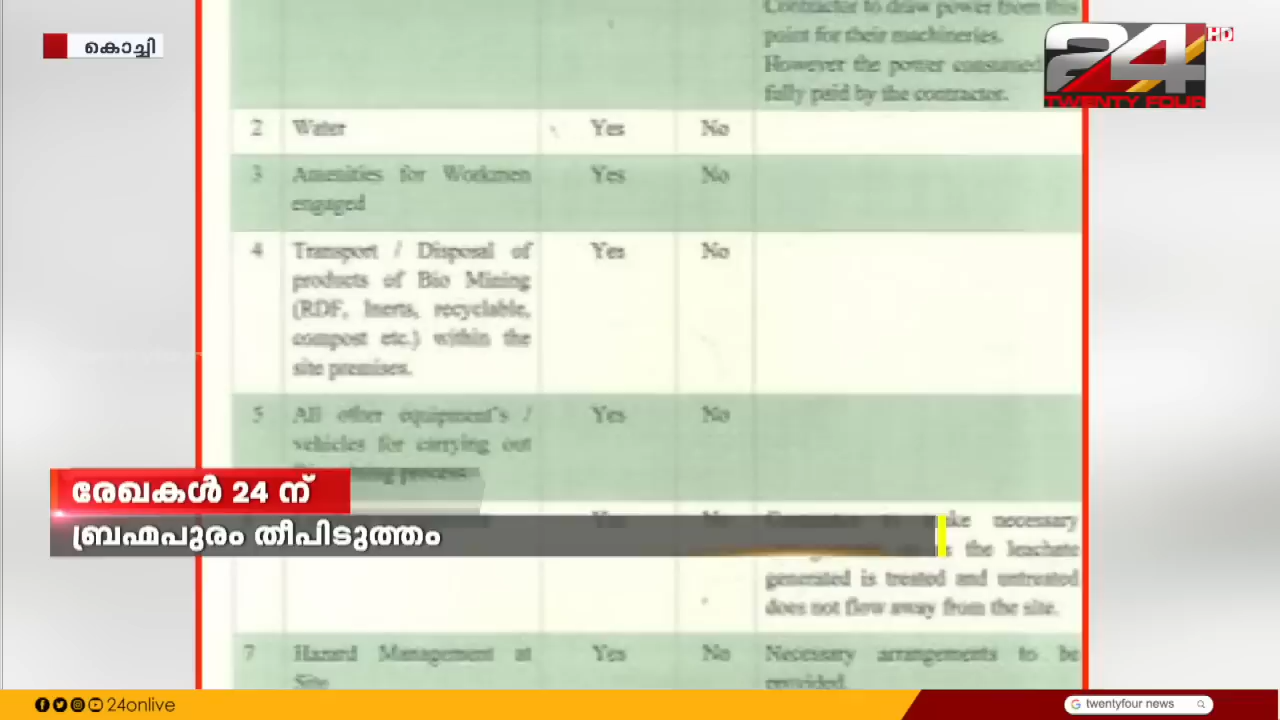 Contractor to draw power from this
point for their machineries.
However the power consumed
fully paid by the contractor.
കൊച്ചി
24 HD
TWENTY FOUR
2 Water Yes No
3 Amenities for Workmen Yes No
engaged
4 Transport / Disposal of Yes No
products of Bio Mining
(RDF, Inerts, recyclable,
compost etc.) within the
site premises.
5 All other equipment's / Yes No
vehicles for carrying out
process.
രേഖകൾ 24 ന്
ബ്രഹ്മപുരം തീപിടുത്തം
necessary
the leachate
generated is treated and untreated
does not flow away from the site.
7 Hazard Management at Yes No Necessary arrangements to be
Site provided.
24onlive
twentyfour news